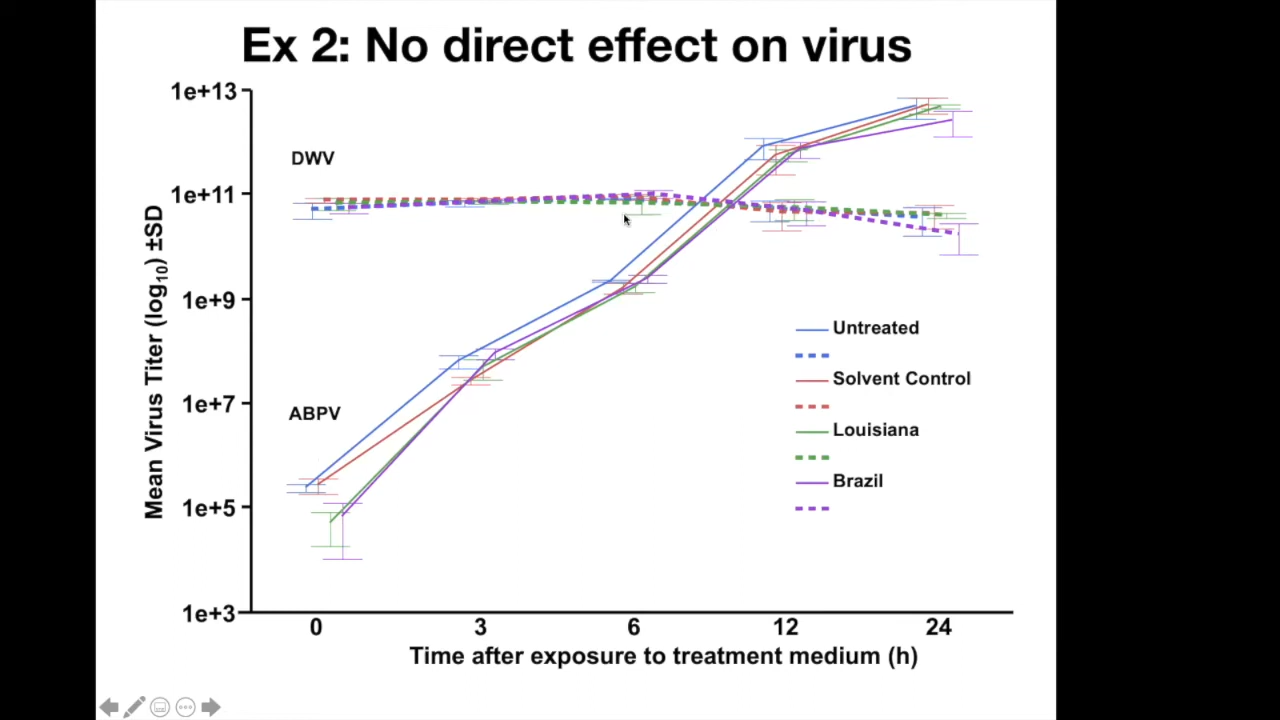 Ex 2: No direct effect on virus
1e+13
1e+11
1e+9
1e+7
1e+5
1e+3
Mean Virus Titer (log10) ±SD
DWV
ABPV
Untreated
Solvent Control
Louisiana
Brazil
0 3 6 12 24
Time after exposure to treatment medium (h)